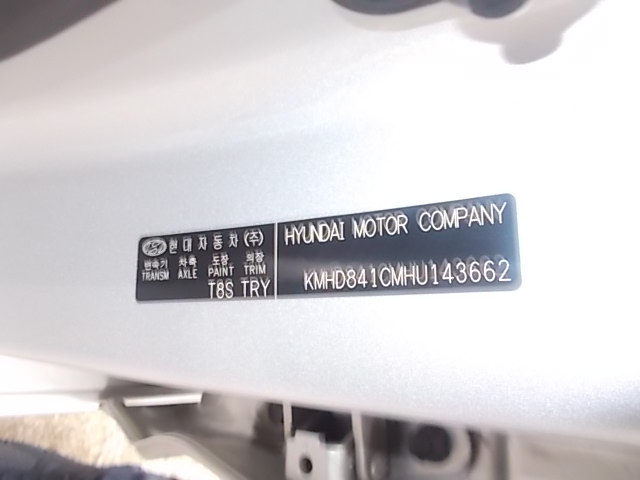 현대자동차(주)
변속기 차축 도장 의장
TRANSM AXLE PAINT TRIM
T8S TRY
HYUNDAI MOTOR COMPANY
KMHD841CMHU143662